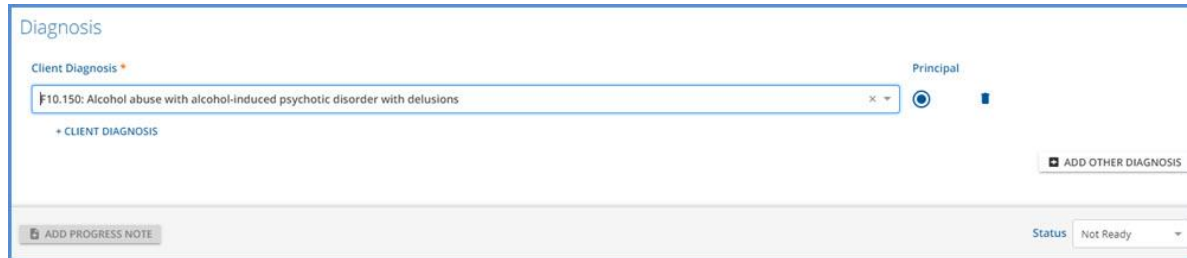 Diagnosis
Client Diagnosis * Principal
F10.150: Alcohol abuse with alcohol-induced psychotic disorder with delusions
+ CLIENT DIAGNOSIS
ADD OTHER DIAGNOSIS
ADD PROGRESS NOTE Status Not Ready